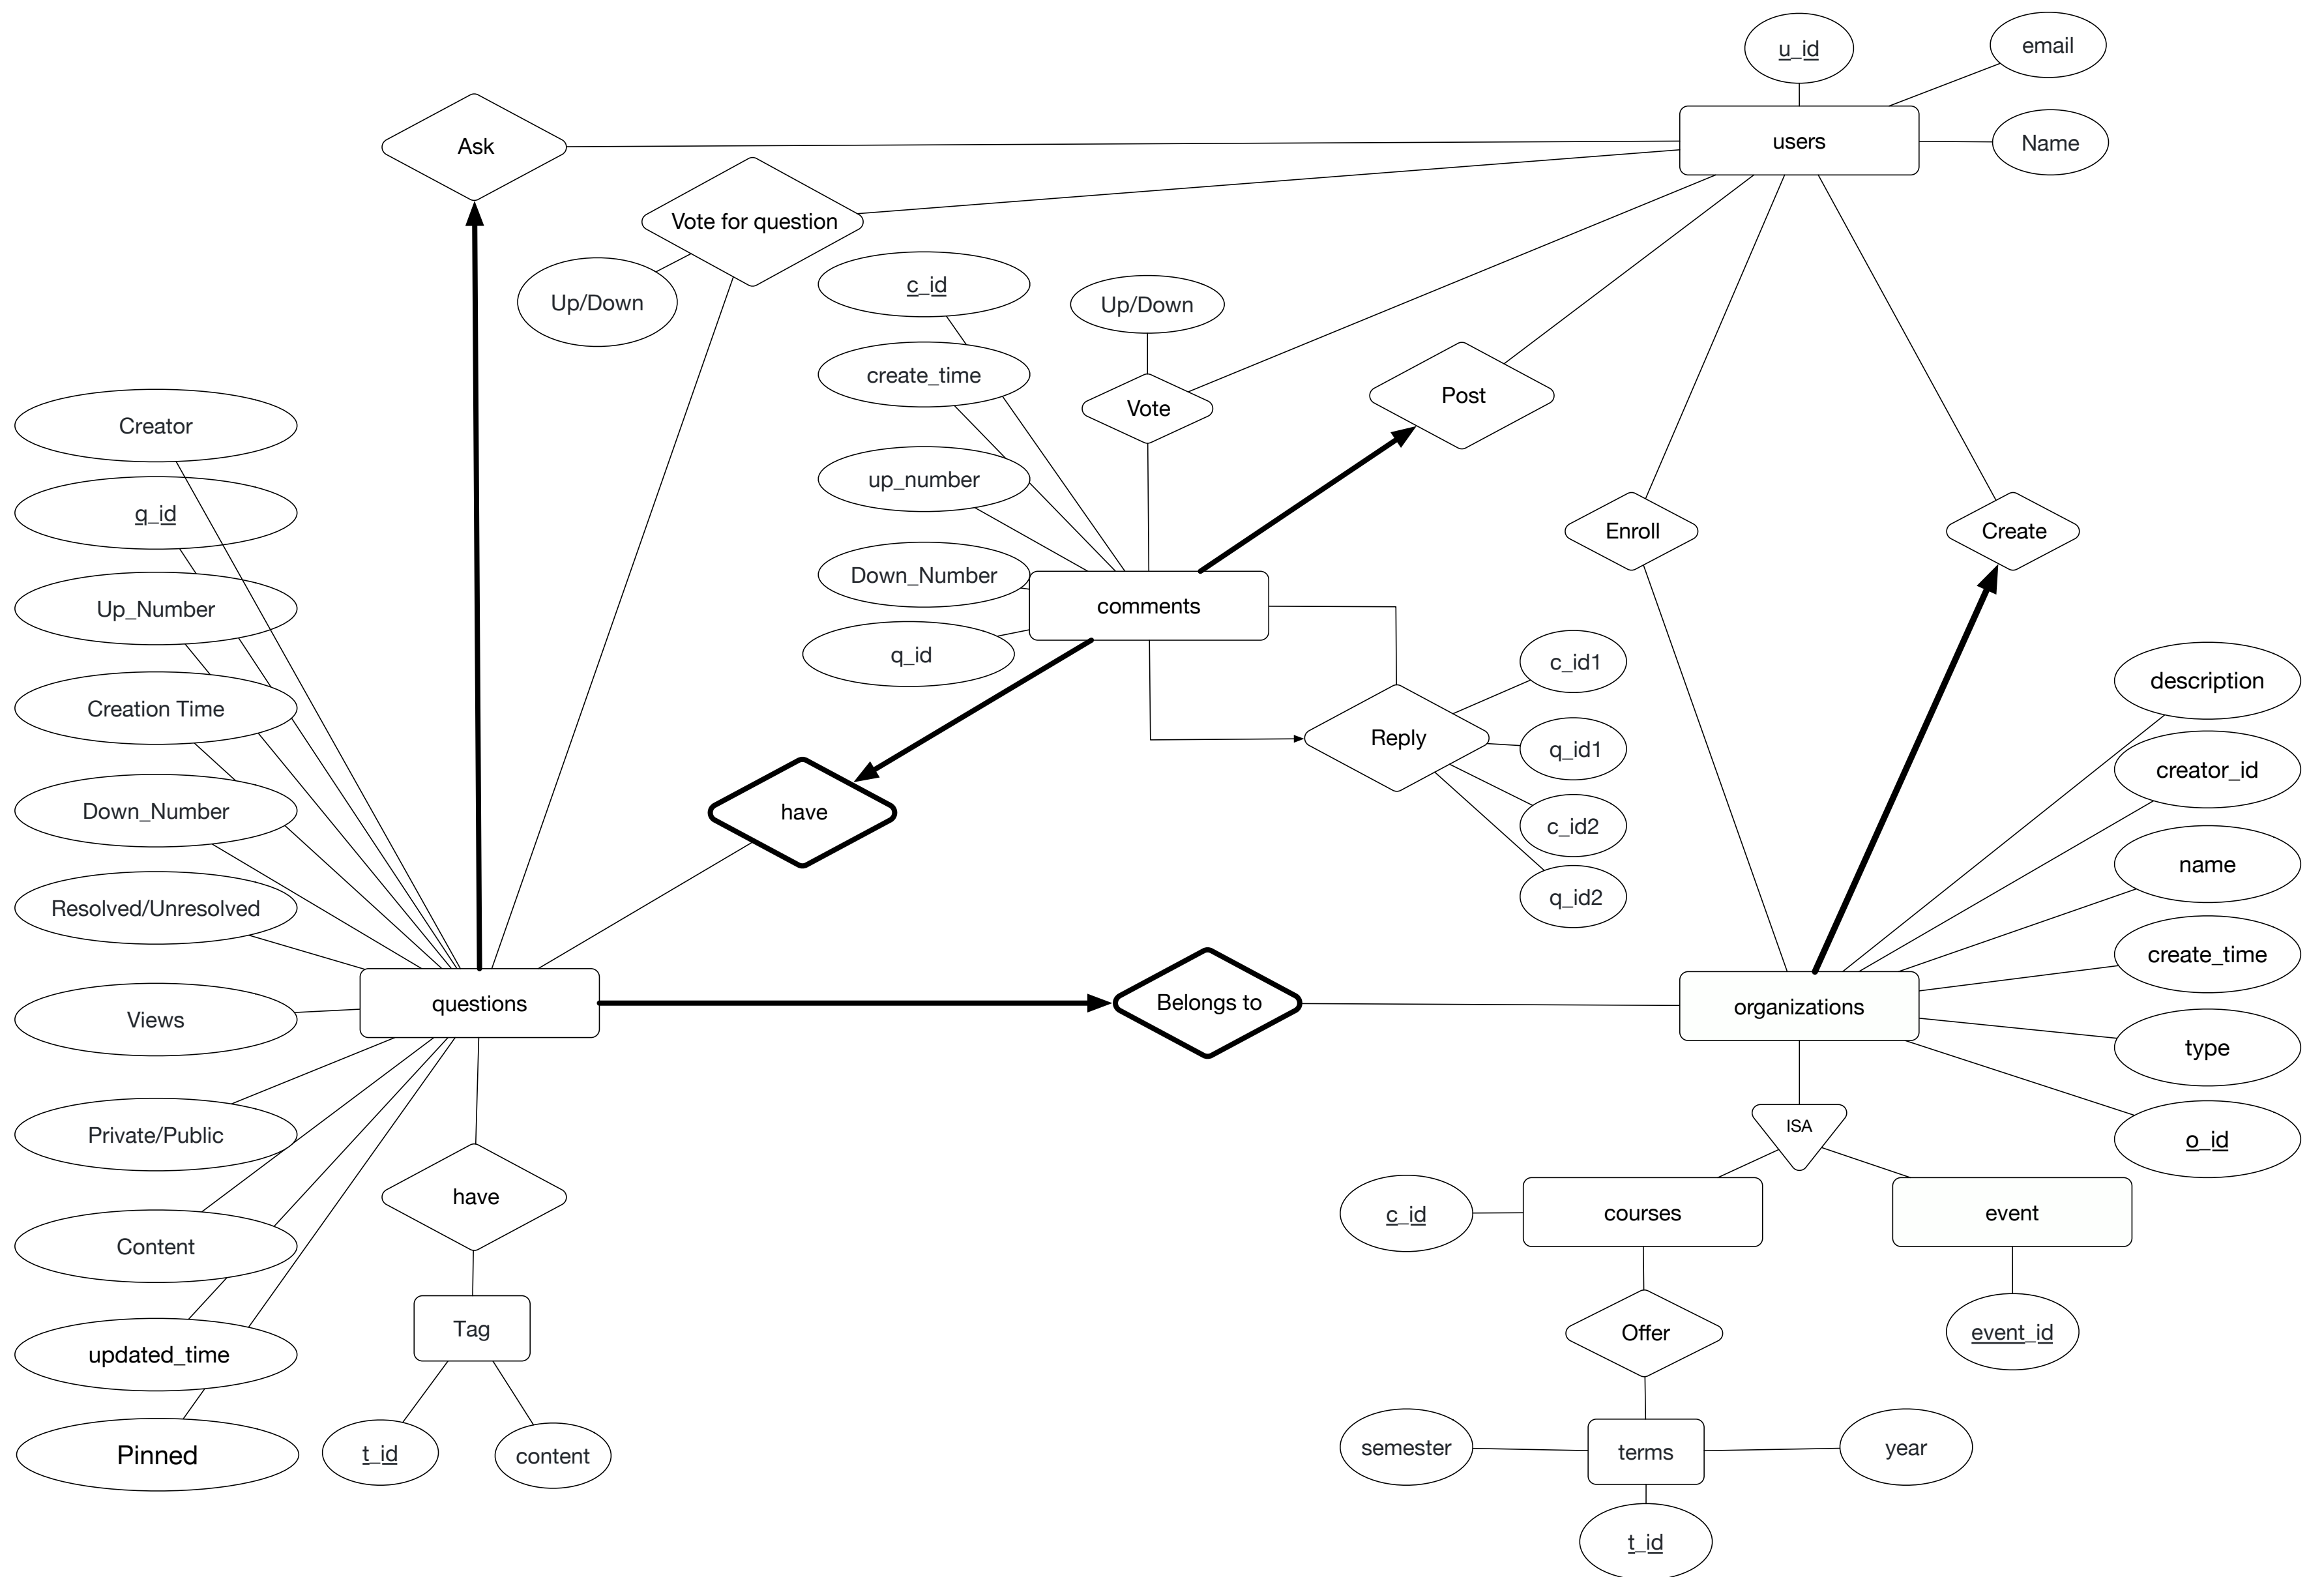 u_id
email
Ask
users
Name
Vote for question
c_id
Up/Down
Up/Down
create_time
Post
Vote
Creator
up_number
q_id
Enroll
Create
Down_Number
comments
Up_Number
q_id
c_id1
description
Creation Time
Reply
q_id1
creator_id
Down_Number
have
c_id2
name
Resolved/Unresolved
q_id2
create_time
questions
Belongs to
organizations
Views
type
ISA
Private/Public
o_id
have
c_id
courses
event
Content
Tag
Offer
event_id
updated_time
Pinned
t_id
content
semester
terms
year
t_id